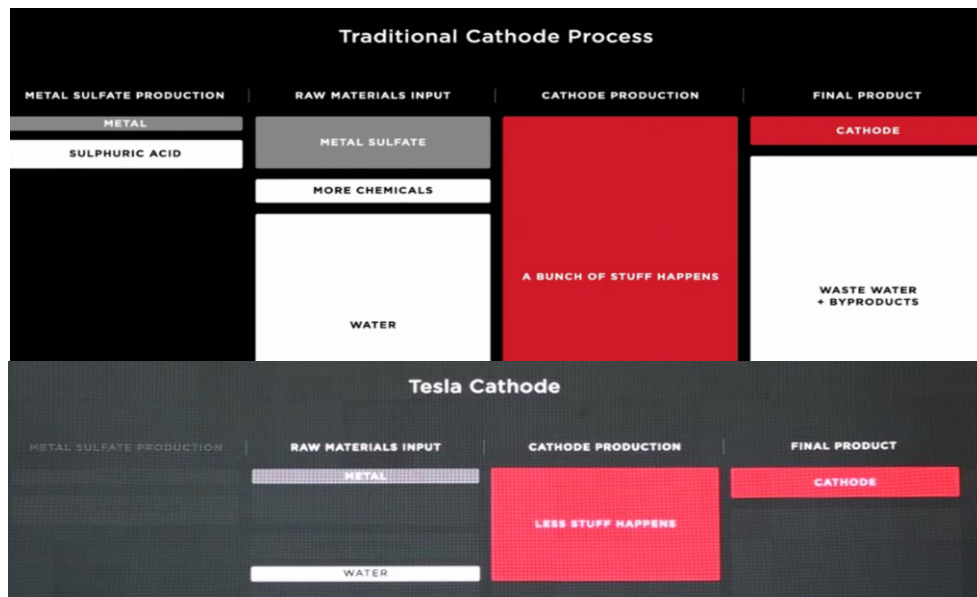 Traditional Cathode Process
METAL SULFATE PRODUCTION
RAW MATERIALS INPUT
CATHODE PRODUCTION
FINAL PRODUCT
METAL
SULPHURIC ACID
METAL SULFATE
MORE CHEMICALS
WATER
A BUNCH OF STUFF HAPPENS
CATHODE
WASTE WATER
+ BYPRODUCTS
Tesla Cathode
METAL SULFATE PRODUCTION
RAW MATERIALS INPUT
CATHODE PRODUCTION
FINAL PRODUCT
METAL
WATER
LESS STUFF HAPPENS
CATHODE